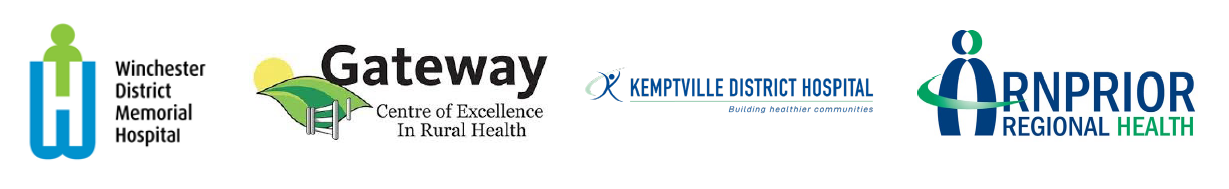 Winchester
District
Memorial
Hospital
Gateway
Centre of Excellence
In Rural Health
KEMPTVILLE DISTRICT HOSPITAL
Building healthier communities
ARNPRIOR
REGIONAL HEALTH